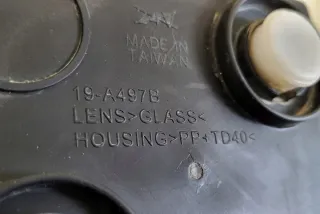 MADE IN
TAIWAN
19-A497B
LENS>GLASS<
HOUSING>PP+TD40<